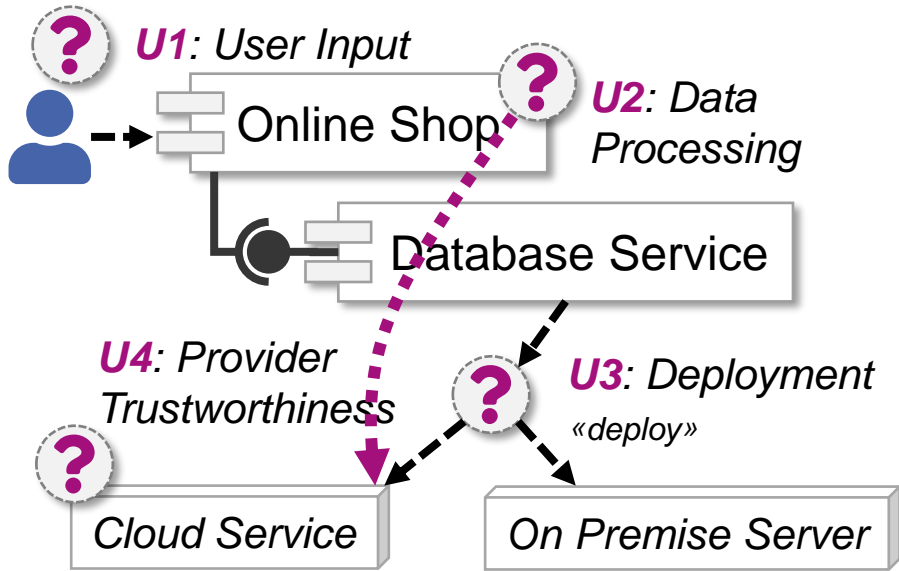 ?
U1: User Input
Online Shop
?
U2: Data
Processing
Database Service
U4: Provider
Trustworthiness
?
U3: Deployment
«deploy»
?
Cloud Service
On Premise Server